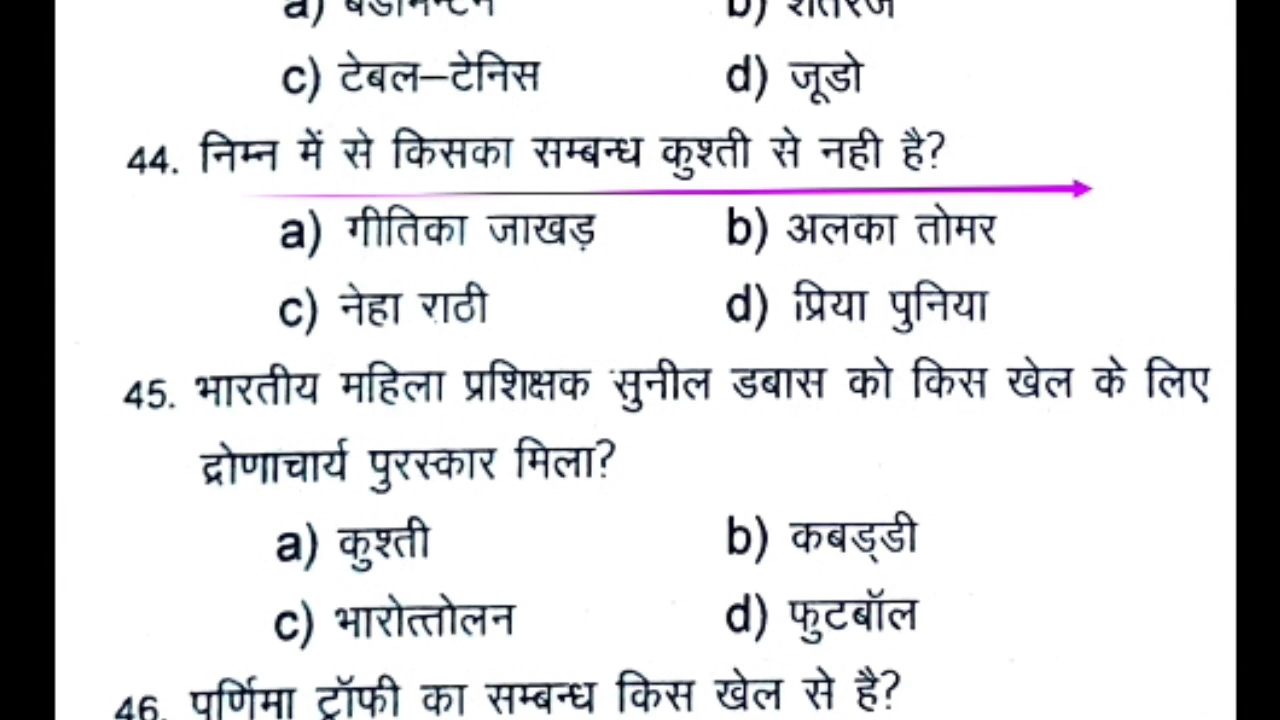 c) टेबल–टेनिस d) जूडो
44. निम्न में से किसका सम्बन्ध कुश्ती से नही है?
a) गीतिका जाखड़ b) अलका तोमर
c) नेहा राठी d) प्रिया पुनिया
45. भारतीय महिला प्रशिक्षक सुनील डबास को किस खेल के लिए
द्रोणाचार्य पुरस्कार मिला?
a) कुश्ती b) कबड्डी
c) भारोत्तोलन d) फुटबॉल
46. पूर्णिमा ट्रॉफी का सम्बन्ध किस खेल से है?